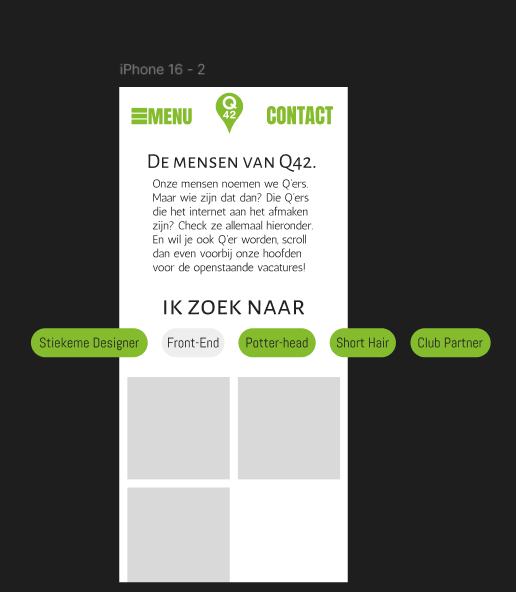 iPhone 16 - 2
MENU
Q
42
CONTACT
De mensen van Q42.
Onze mensen noemen we Q'ers.
Maar wie zijn dat dan? Die Q'ers
die het internet aan het afmaken
zijn? Check ze allemaal hieronder.
En wil je ook Q'er worden, scroll
dan even voorbij onze hoofden
voor de openstaande vacatures!
ik zoek naar
Stiekeme Designer
Front-End
Potter-head
Short Hair
Club Partner